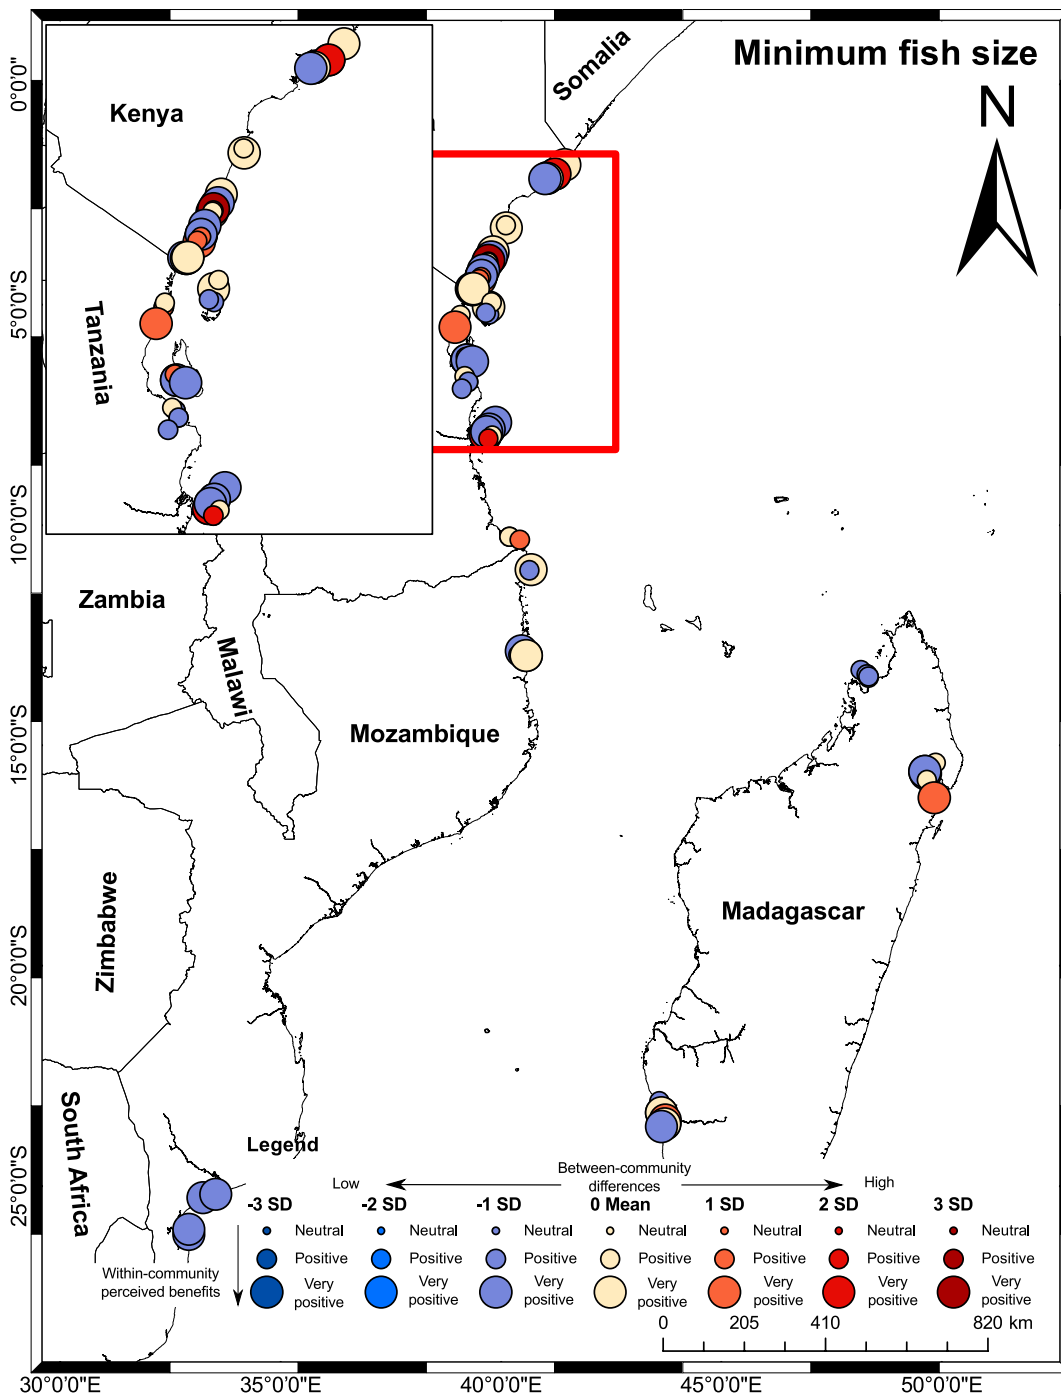 Minimum fish size
N
Somalia
Kenya
Tanzania
Zambia
Malawi
Mozambique
Zimbabwe
Madagascar
South Africa
0°0'0"
5°0'0"S
10°0'0"S
15°0'0"S
20°0'0"S
25°0'0"S
Legend
Between-community
differences
Low
High
-3 SD -2 SD -1 SD 0 Mean 1 SD 2 SD 3 SD
Neutral Neutral Neutral Neutral Neutral Neutral Neutral
Positive Positive Positive Positive Positive Positive Positive
Very Very Very Very Very Very Very
positive positive positive positive positive positive positive
Within-community
perceived benefits
0 205 410 820 km
30°0'0"E 35°0'0"E 40°0'0"E 45°0'0"E 50°0'0"E